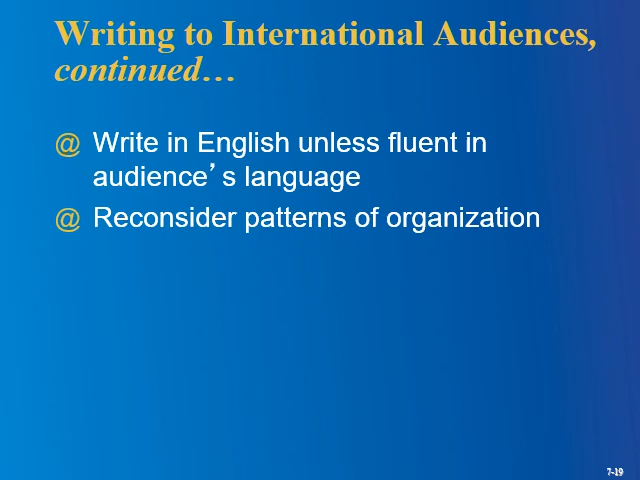 Writing to International Audiences,
continued…
@ Write in English unless fluent in
audience’s language
@ Reconsider patterns of organization
7-19